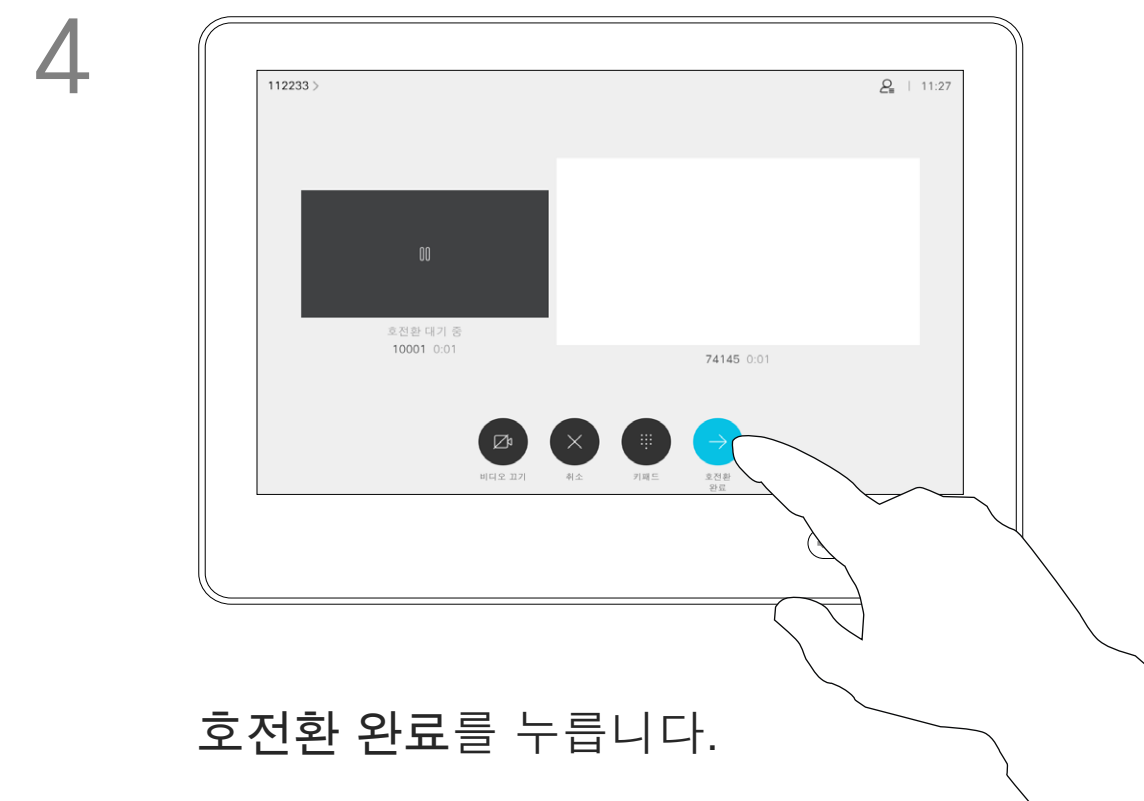 4
112233 >
11:27
호전환 대기 중
10001 0:01
74145 0:01
비디오 끄기
취소
키패드
호전환
완료
호전환 완료를 누릅니다.